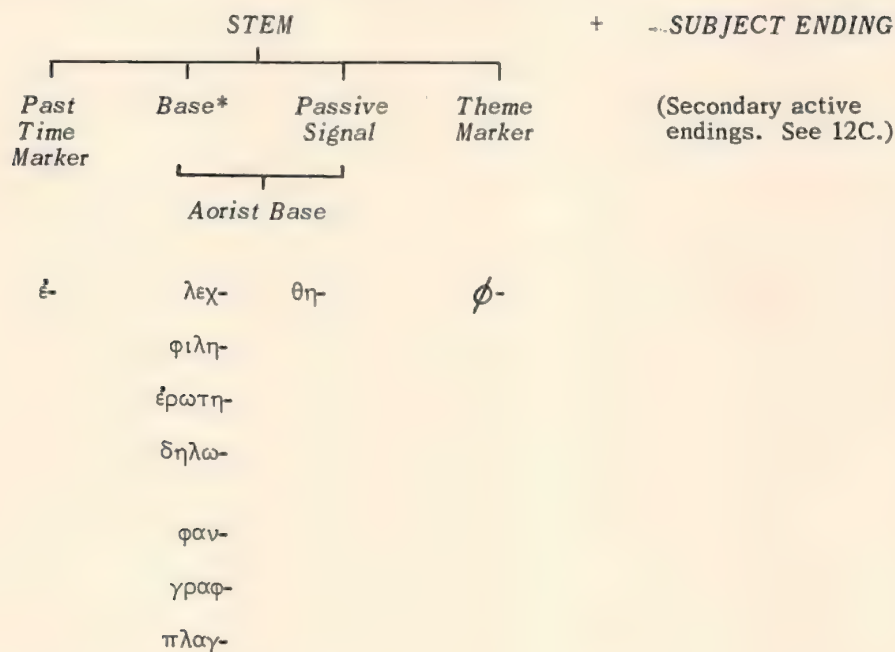 STEM + SUBJECT ENDING
Past Base* Passive Theme (Secondary active
Time Signal Marker endings. See 12C.)
Marker
Aorist Base
ἐ- λεχ- θη- ø-
φιλη-
ἐρωτη-
δηλω-
φαν-
γραφ-
πλαγ-